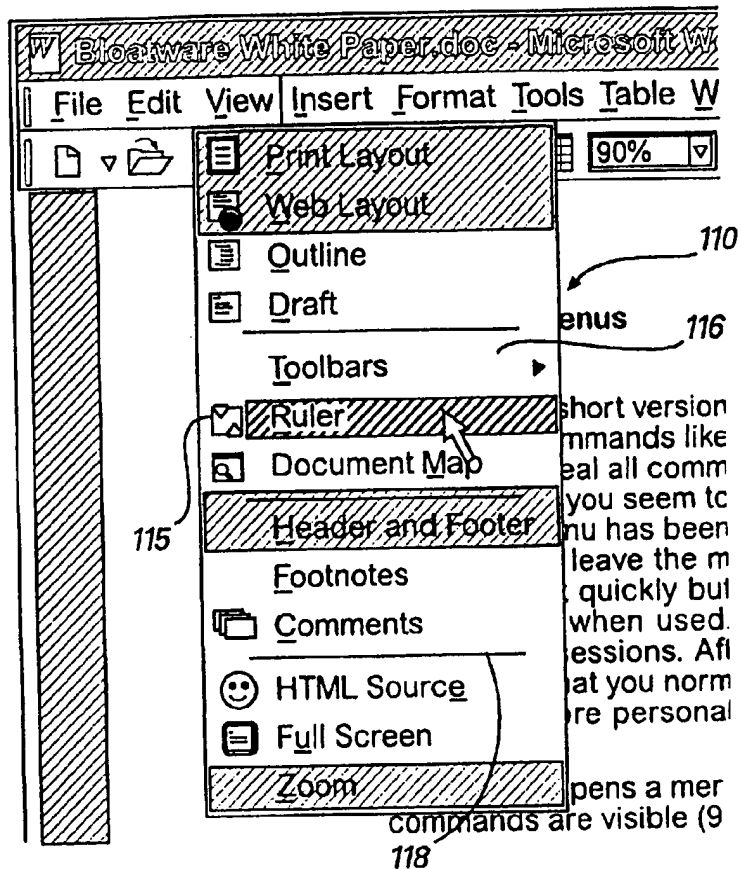 W Bloatware White Paper.doc - Microsoft W
File Edit View Insert Format Tools Table W
90%
Print Layout
Web Layout
Outline
110
Draft
enus
116
Toolbars
short version
Ruler
mmands like
Document Map
eal all comm
you seem to
115
Header and Footer
nu has been
leave the m
Footnotes
quickly but
Comments
when used.
essions. Aft
HTML Source
at you norm
Full Screen
re personal
Zoom
pens a mer
commands are visible (9
118